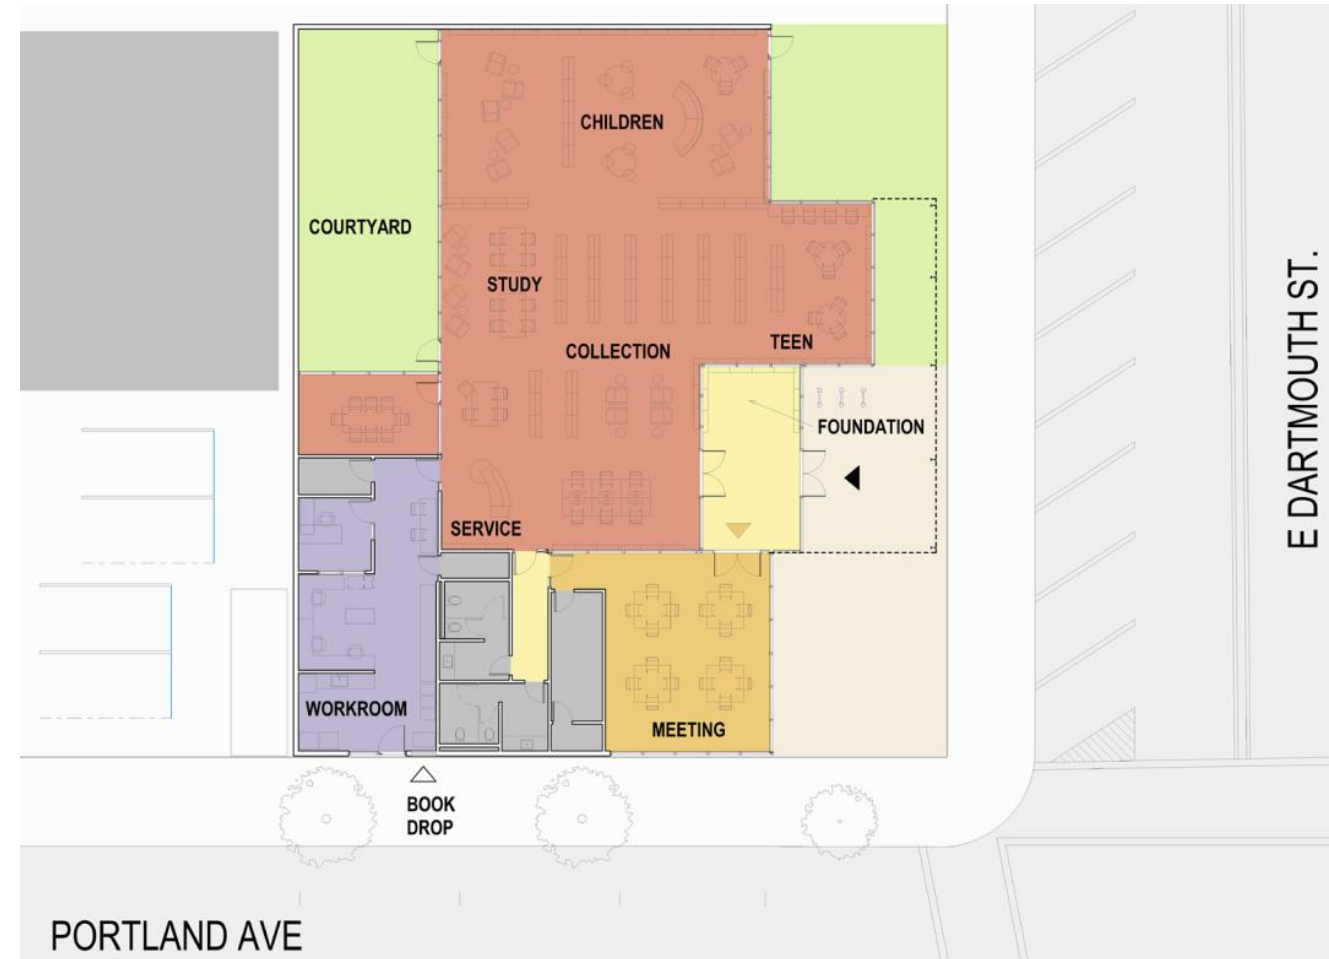 CHILDREN
COURTYARD
STUDY
COLLECTION
TEEN
FOUNDATION
SERVICE
WORKROOM
MEETING
BOOK
DROP
E DARTMOUTH ST.
PORTLAND AVE